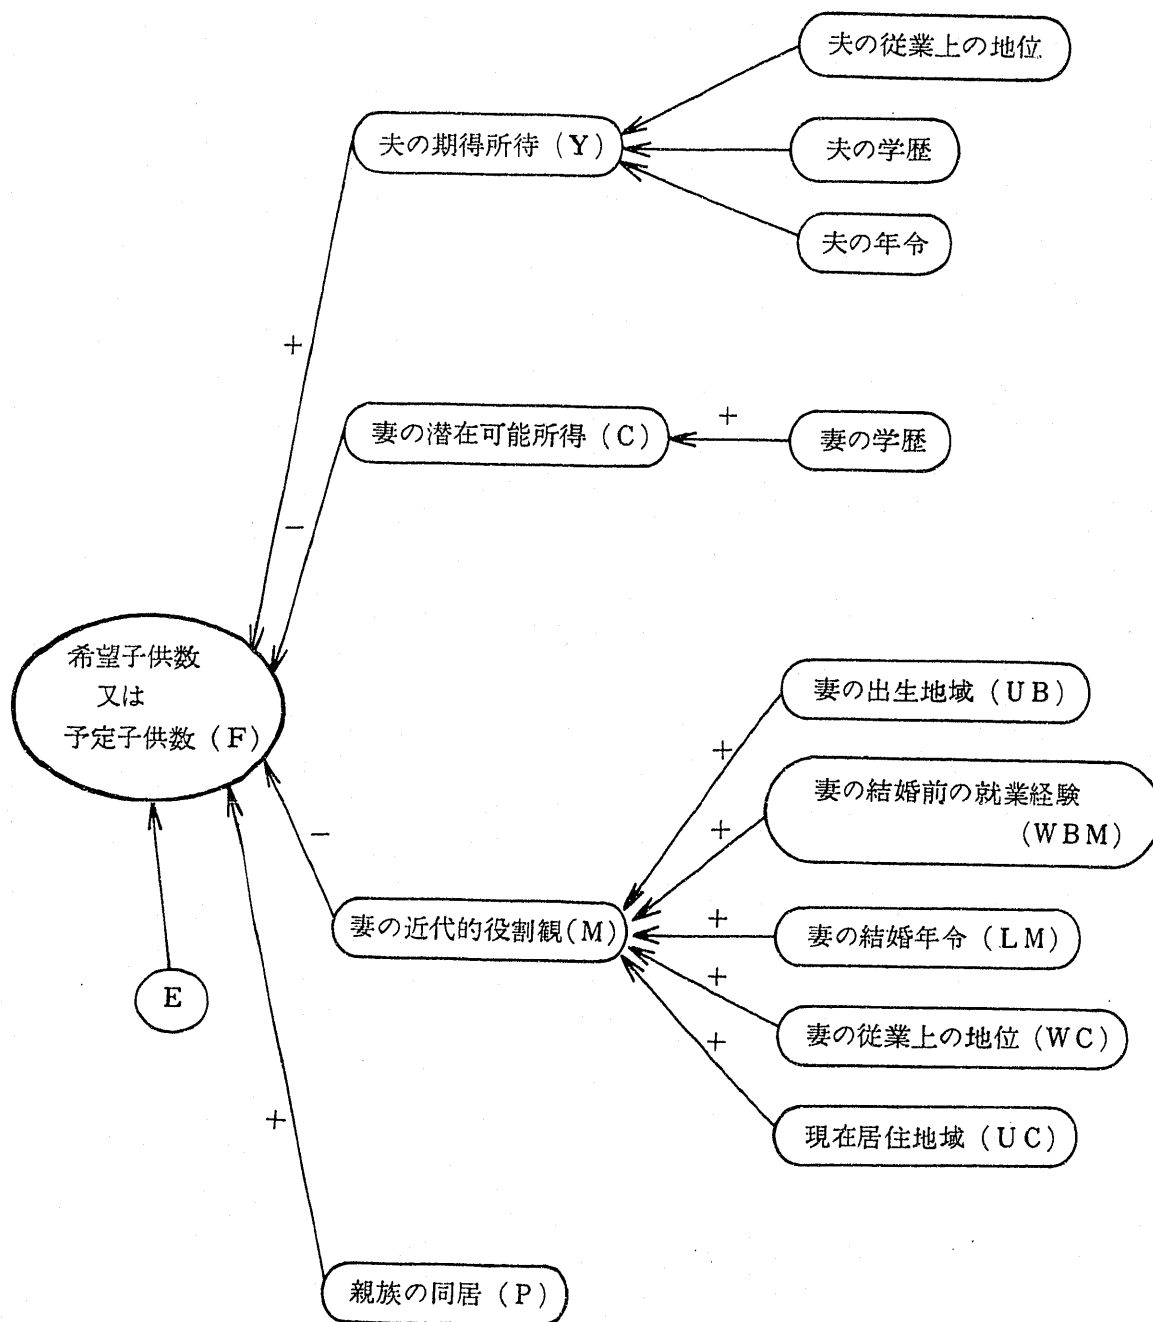 夫の従業上の地位
夫の期得所待(Y)
夫の学歴
夫の年令
+
妻の潜在可能所得(C)
+
妻の学歴
−
希望子供数
又は
予定子供数(F)
妻の出生地域(UB)
+
妻の結婚前の就業経験
(WBM)
+
−
妻の近代的役割観(M)
+
妻の結婚年令(LM)
+
妻の従業上の地位(WC)
+
現在居住地域(UC)
E
+
親族の同居(P)